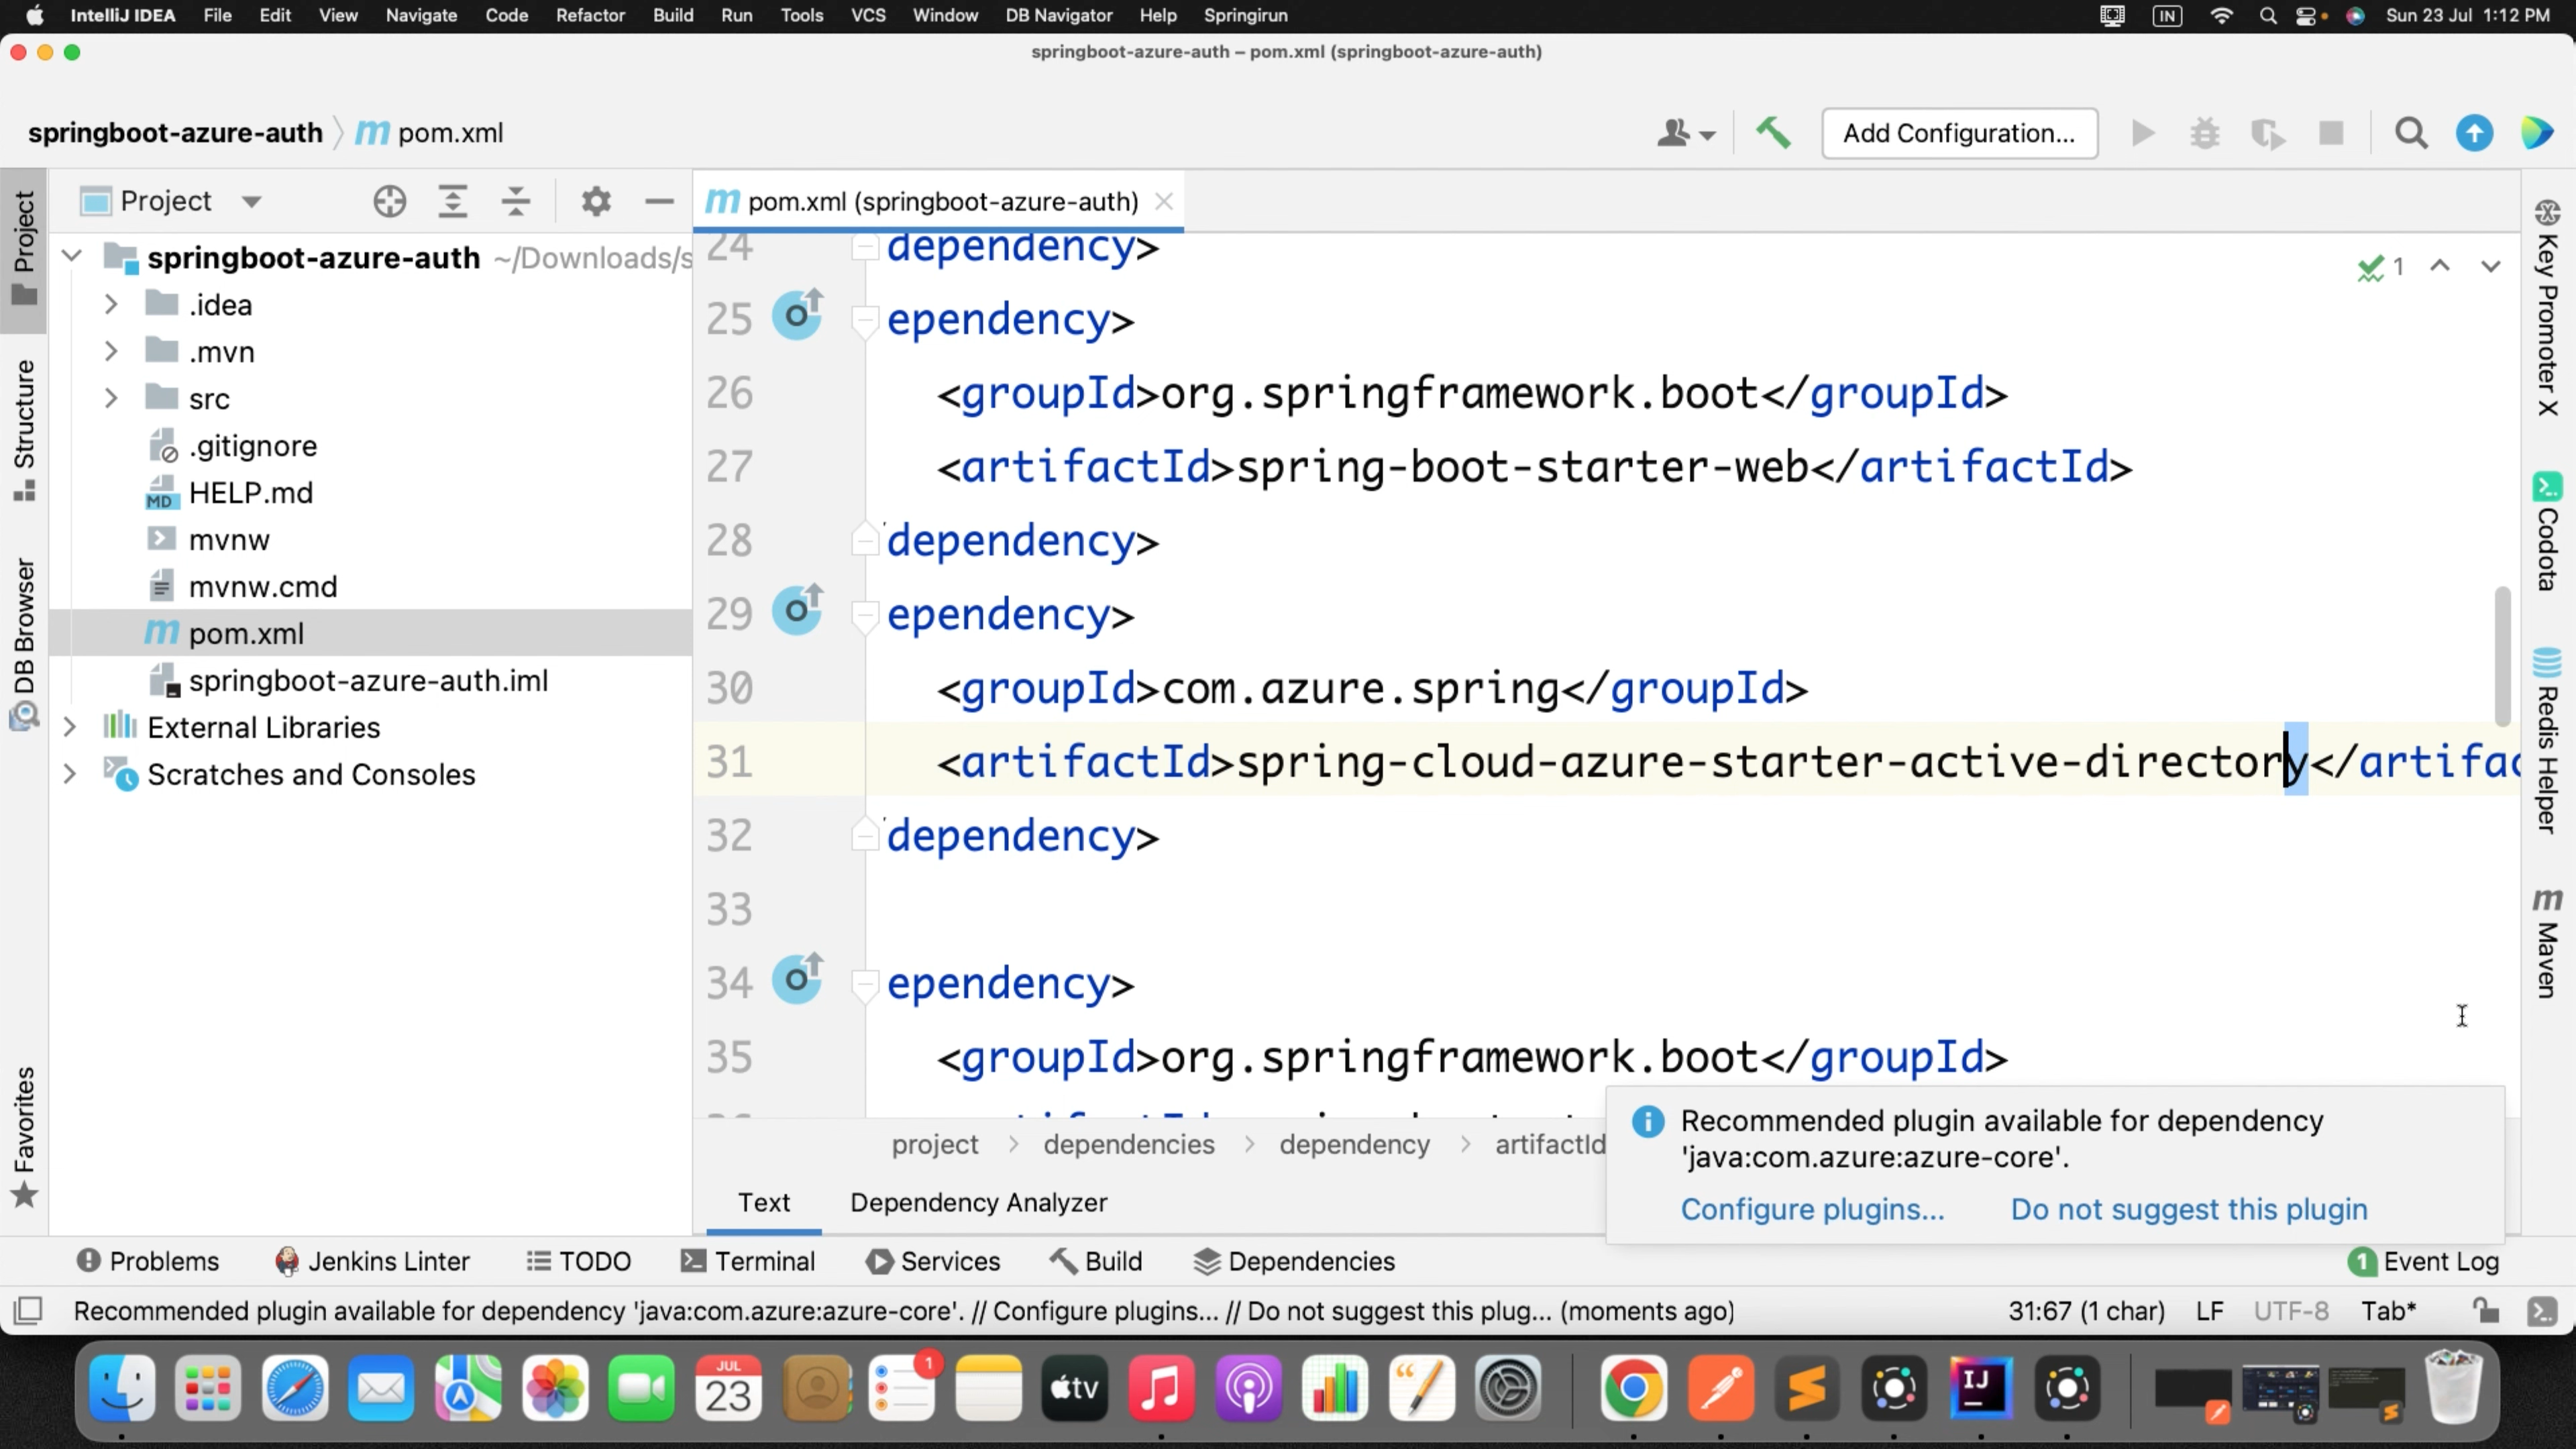 IntelliJ IDEA File Edit View Navigate Code Refactor Build Run Tools VCS Window DB Navigator Help Springirun IN Sun 23 Jul 1:12 PM
springboot-azure-auth – pom.xml (springboot-azure-auth)
springboot-azure-auth m pom.xml Add Configuration...
Project m pom.xml (springboot-azure-auth)
Project
Structure
DB Browser
Favorites
springboot-azure-auth ~/Downloads/s
.idea
.mvn
src
.gitignore
MD HELP.md
mvnw
mvnw.cmd
m pom.xml
springboot-azure-auth.iml
External Libraries
Scratches and Consoles
24 dependency>
1
25 ependency>
26 <groupId>org.springframework.boot</groupId>
27 <artifactId>spring-boot-starter-web</artifactId>
28 dependency>
29 ependency>
30 <groupId>com.azure.spring</groupId>
31 <artifactId>spring-cloud-azure-starter-active-directory</artifac
32 dependency>
33
34 ependency>
35 <groupId>org.springframework.boot</groupId>
project > dependencies > dependency > artifactId
Text Dependency Analyzer
Recommended plugin available for dependency
'java:com.azure:azure-core'.
Configure plugins... Do not suggest this plugin
Key Promoter X
Codota
Redis Helper
m Maven
Problems Jenkins Linter TODO Terminal Services Build Dependencies 1 Event Log
Recommended plugin available for dependency 'java:com.azure:azure-core'. // Configure plugins... // Do not suggest this plug... (moments ago) 31:67 (1 char) LF UTF-8 Tab*
JUL
23
1
tv
IJ